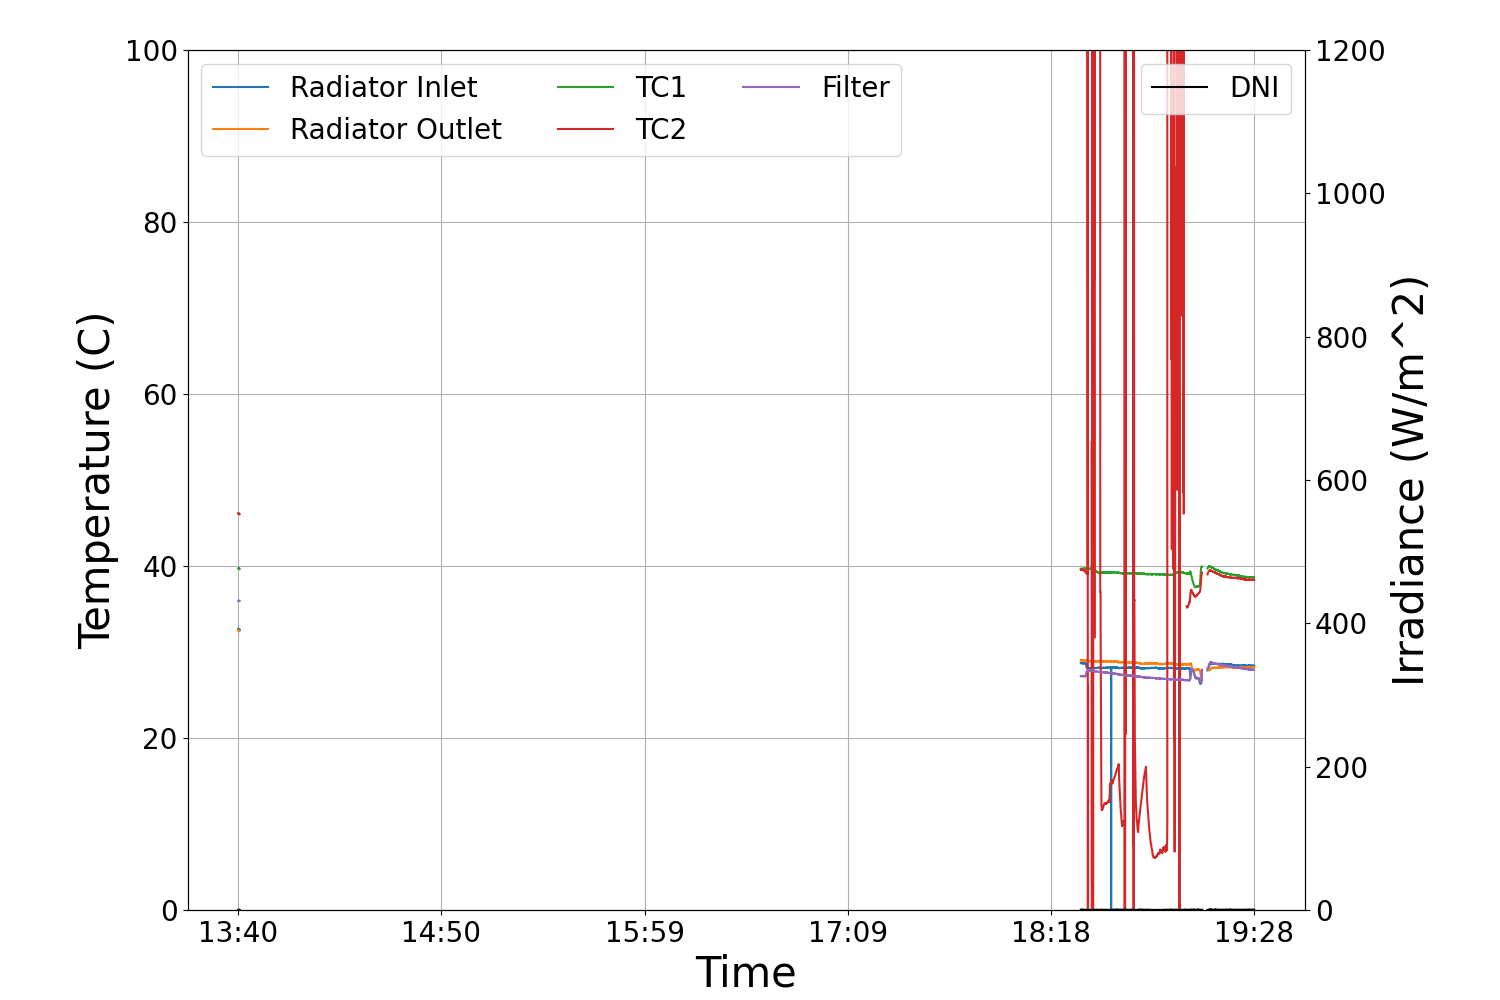 100
80
60
40
20
0
Temperature (C)
Radiator Inlet
Radiator Outlet
TC1
TC2
Filter
DNI
1200
1000
800
600
400
200
0
Irradiance (W/m^2)
13:40 14:50 15:59 17:09 18:18 19:28
Time